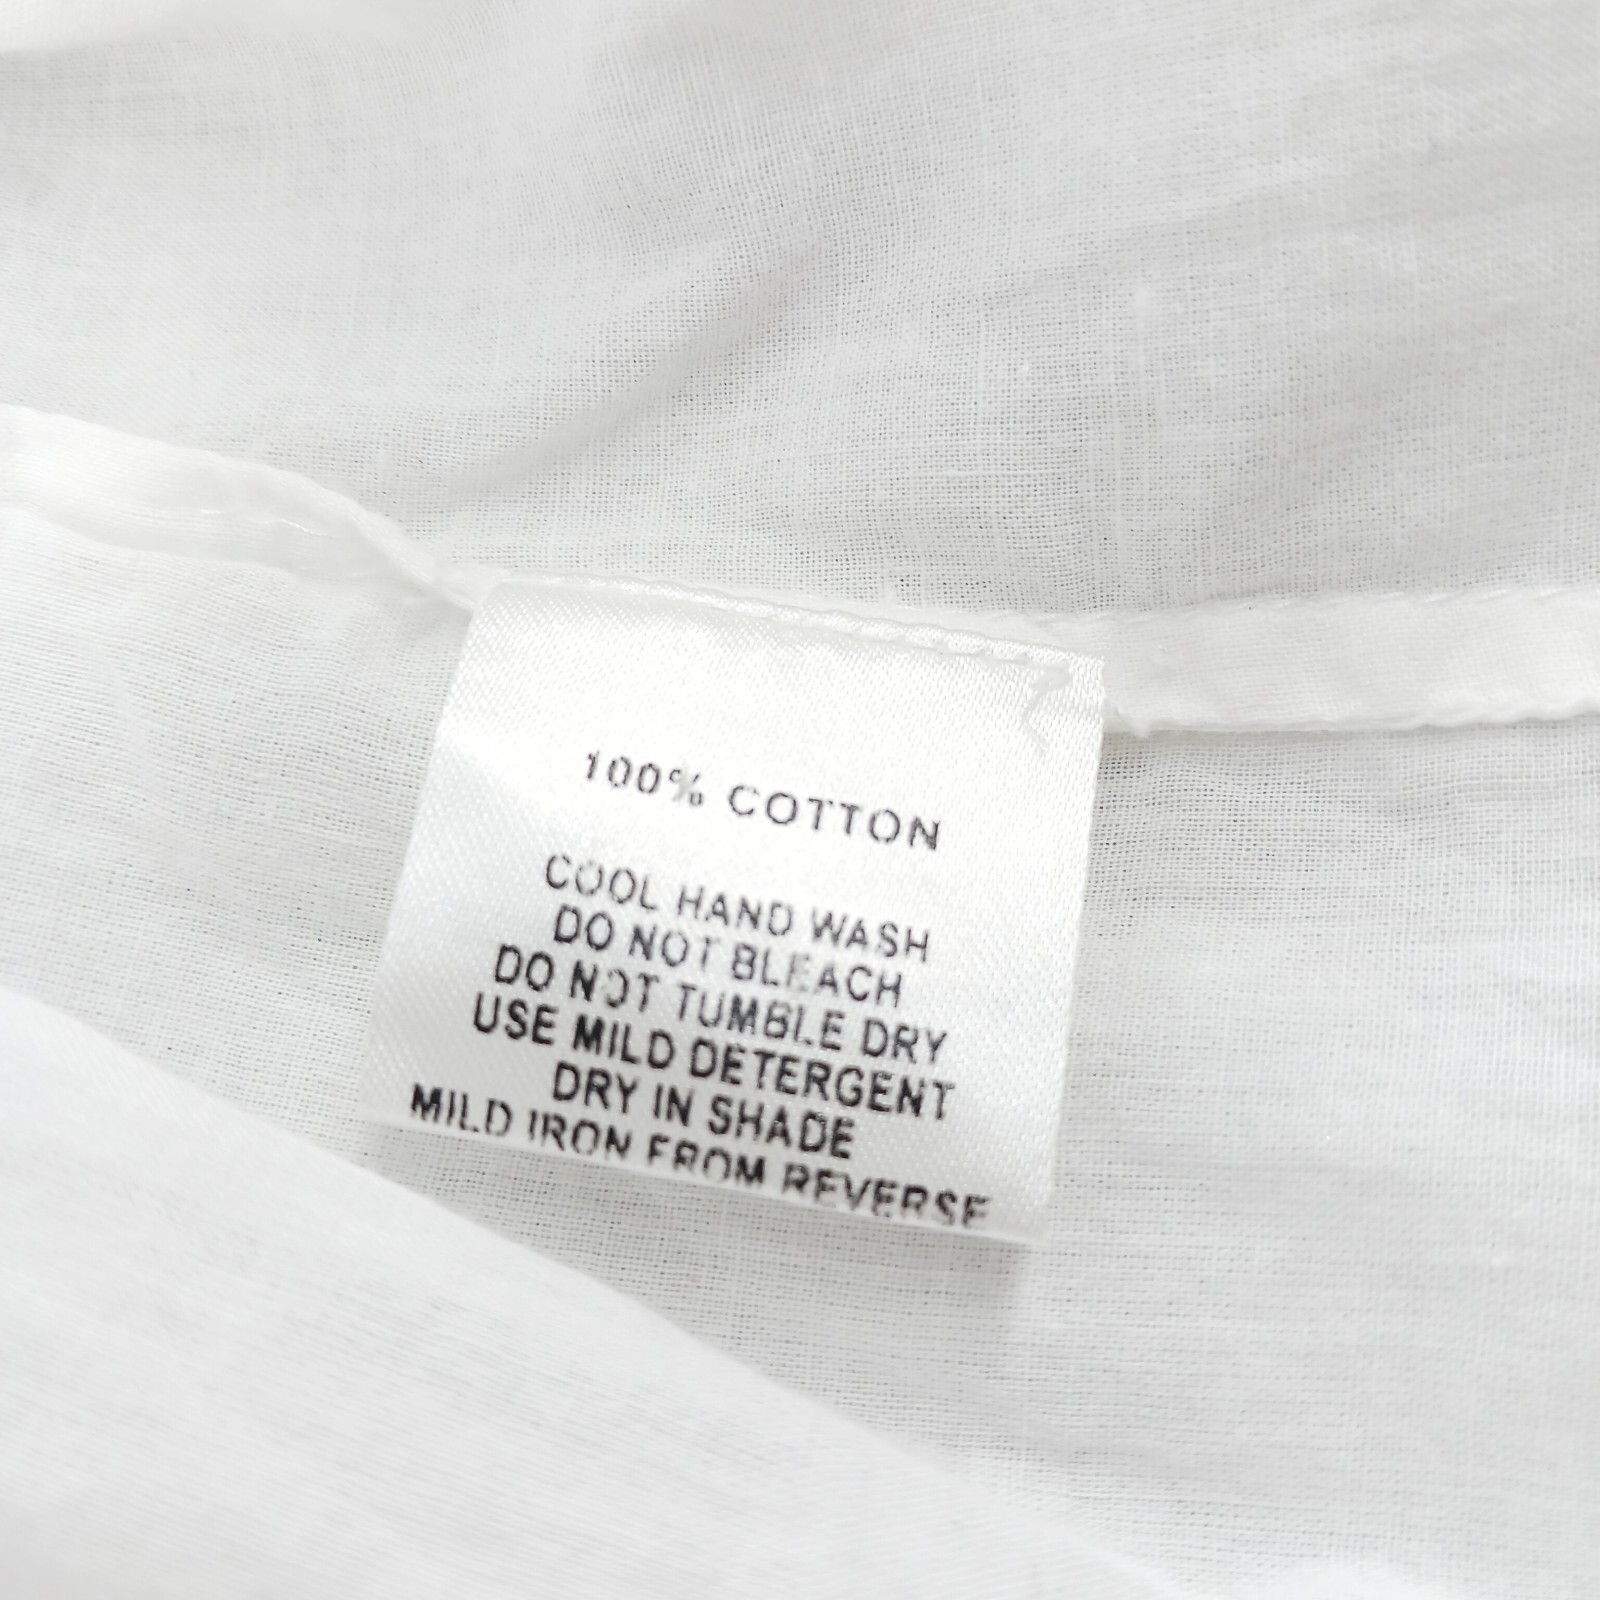 100% COTTON
COOL HAND WASH
DO NOT BLEACH
DO NOT TUMBLE DRY
USE MILD DETERGENT
DRY IN SHADE
MILD IRON FROM REVERSE